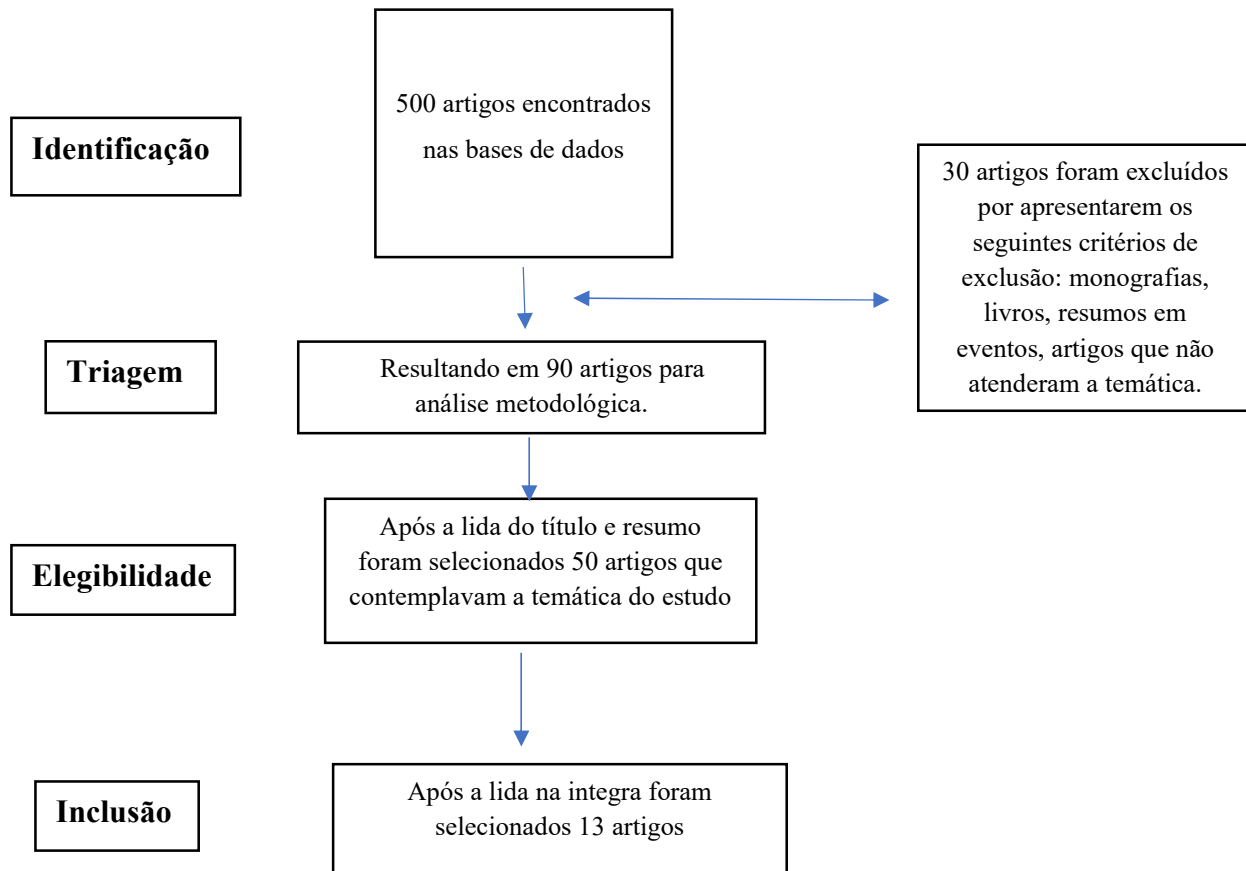 500 artigos encontrados
nas bases de dados
Identificação
30 artigos foram excluídos
por apresentarem os
seguintes critérios de
exclusão: monografias,
livros, resumos em
eventos, artigos que não
atenderam a temática.
Triagem
Resultando em 90 artigos para
análise metodológica.
Elegibilidade
Após a lida do título e resumo
foram selecionados 50 artigos que
contemplavam a temática do estudo
Inclusão
Após a lida na integra foram
selecionados 13 artigos